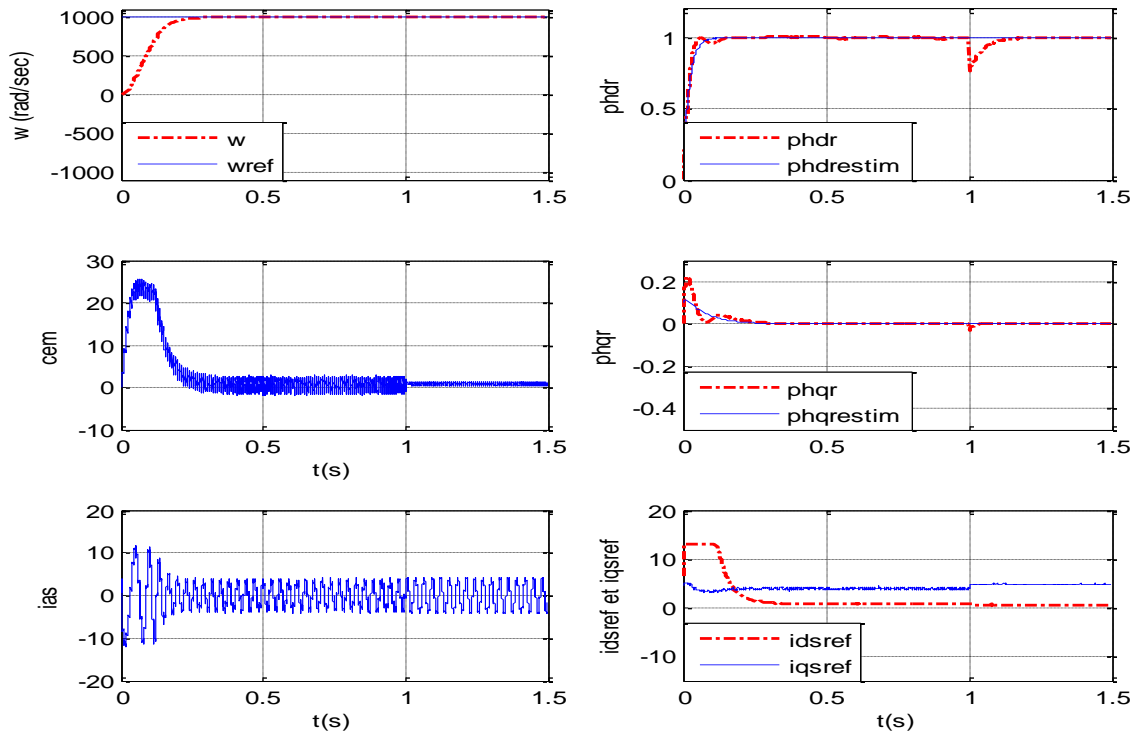 1000
500
0
-500
-1000
w (rad/sec)
w
wref
0
0.5
1
1.5
1
0.5
0
phdr
phdr
phdrestim
0
0.5
1
1.5
30
20
10
0
-10
cem
0
0.5
1
1.5
t(s)
0.2
0
-0.2
-0.4
phqr
phqr
phqrestim
0
0.5
1
1.5
20
10
0
-10
-20
ias
0
0.5
1
1.5
t(s)
20
10
0
-10
idsref et iqsref
idsref
iqsref
0
0.5
1
1.5
t(s)